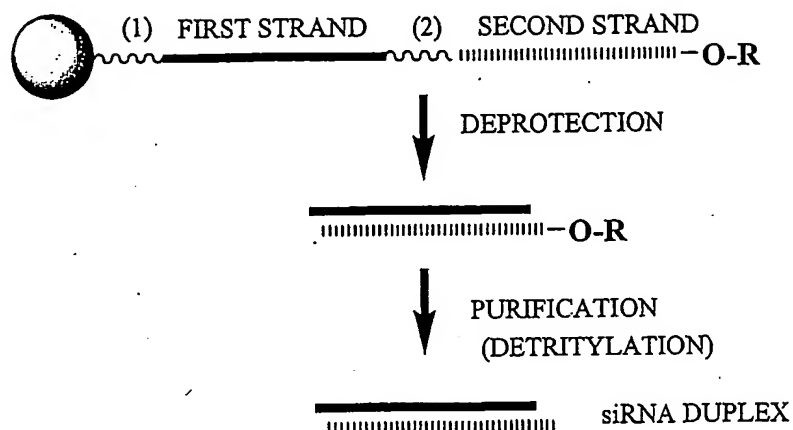 (1) FIRST STRAND (2) SECOND STRAND
O-R
DEPROTECTION
O-R
PURIFICATION
(DETRITYLATION)
siRNA DUPLEX